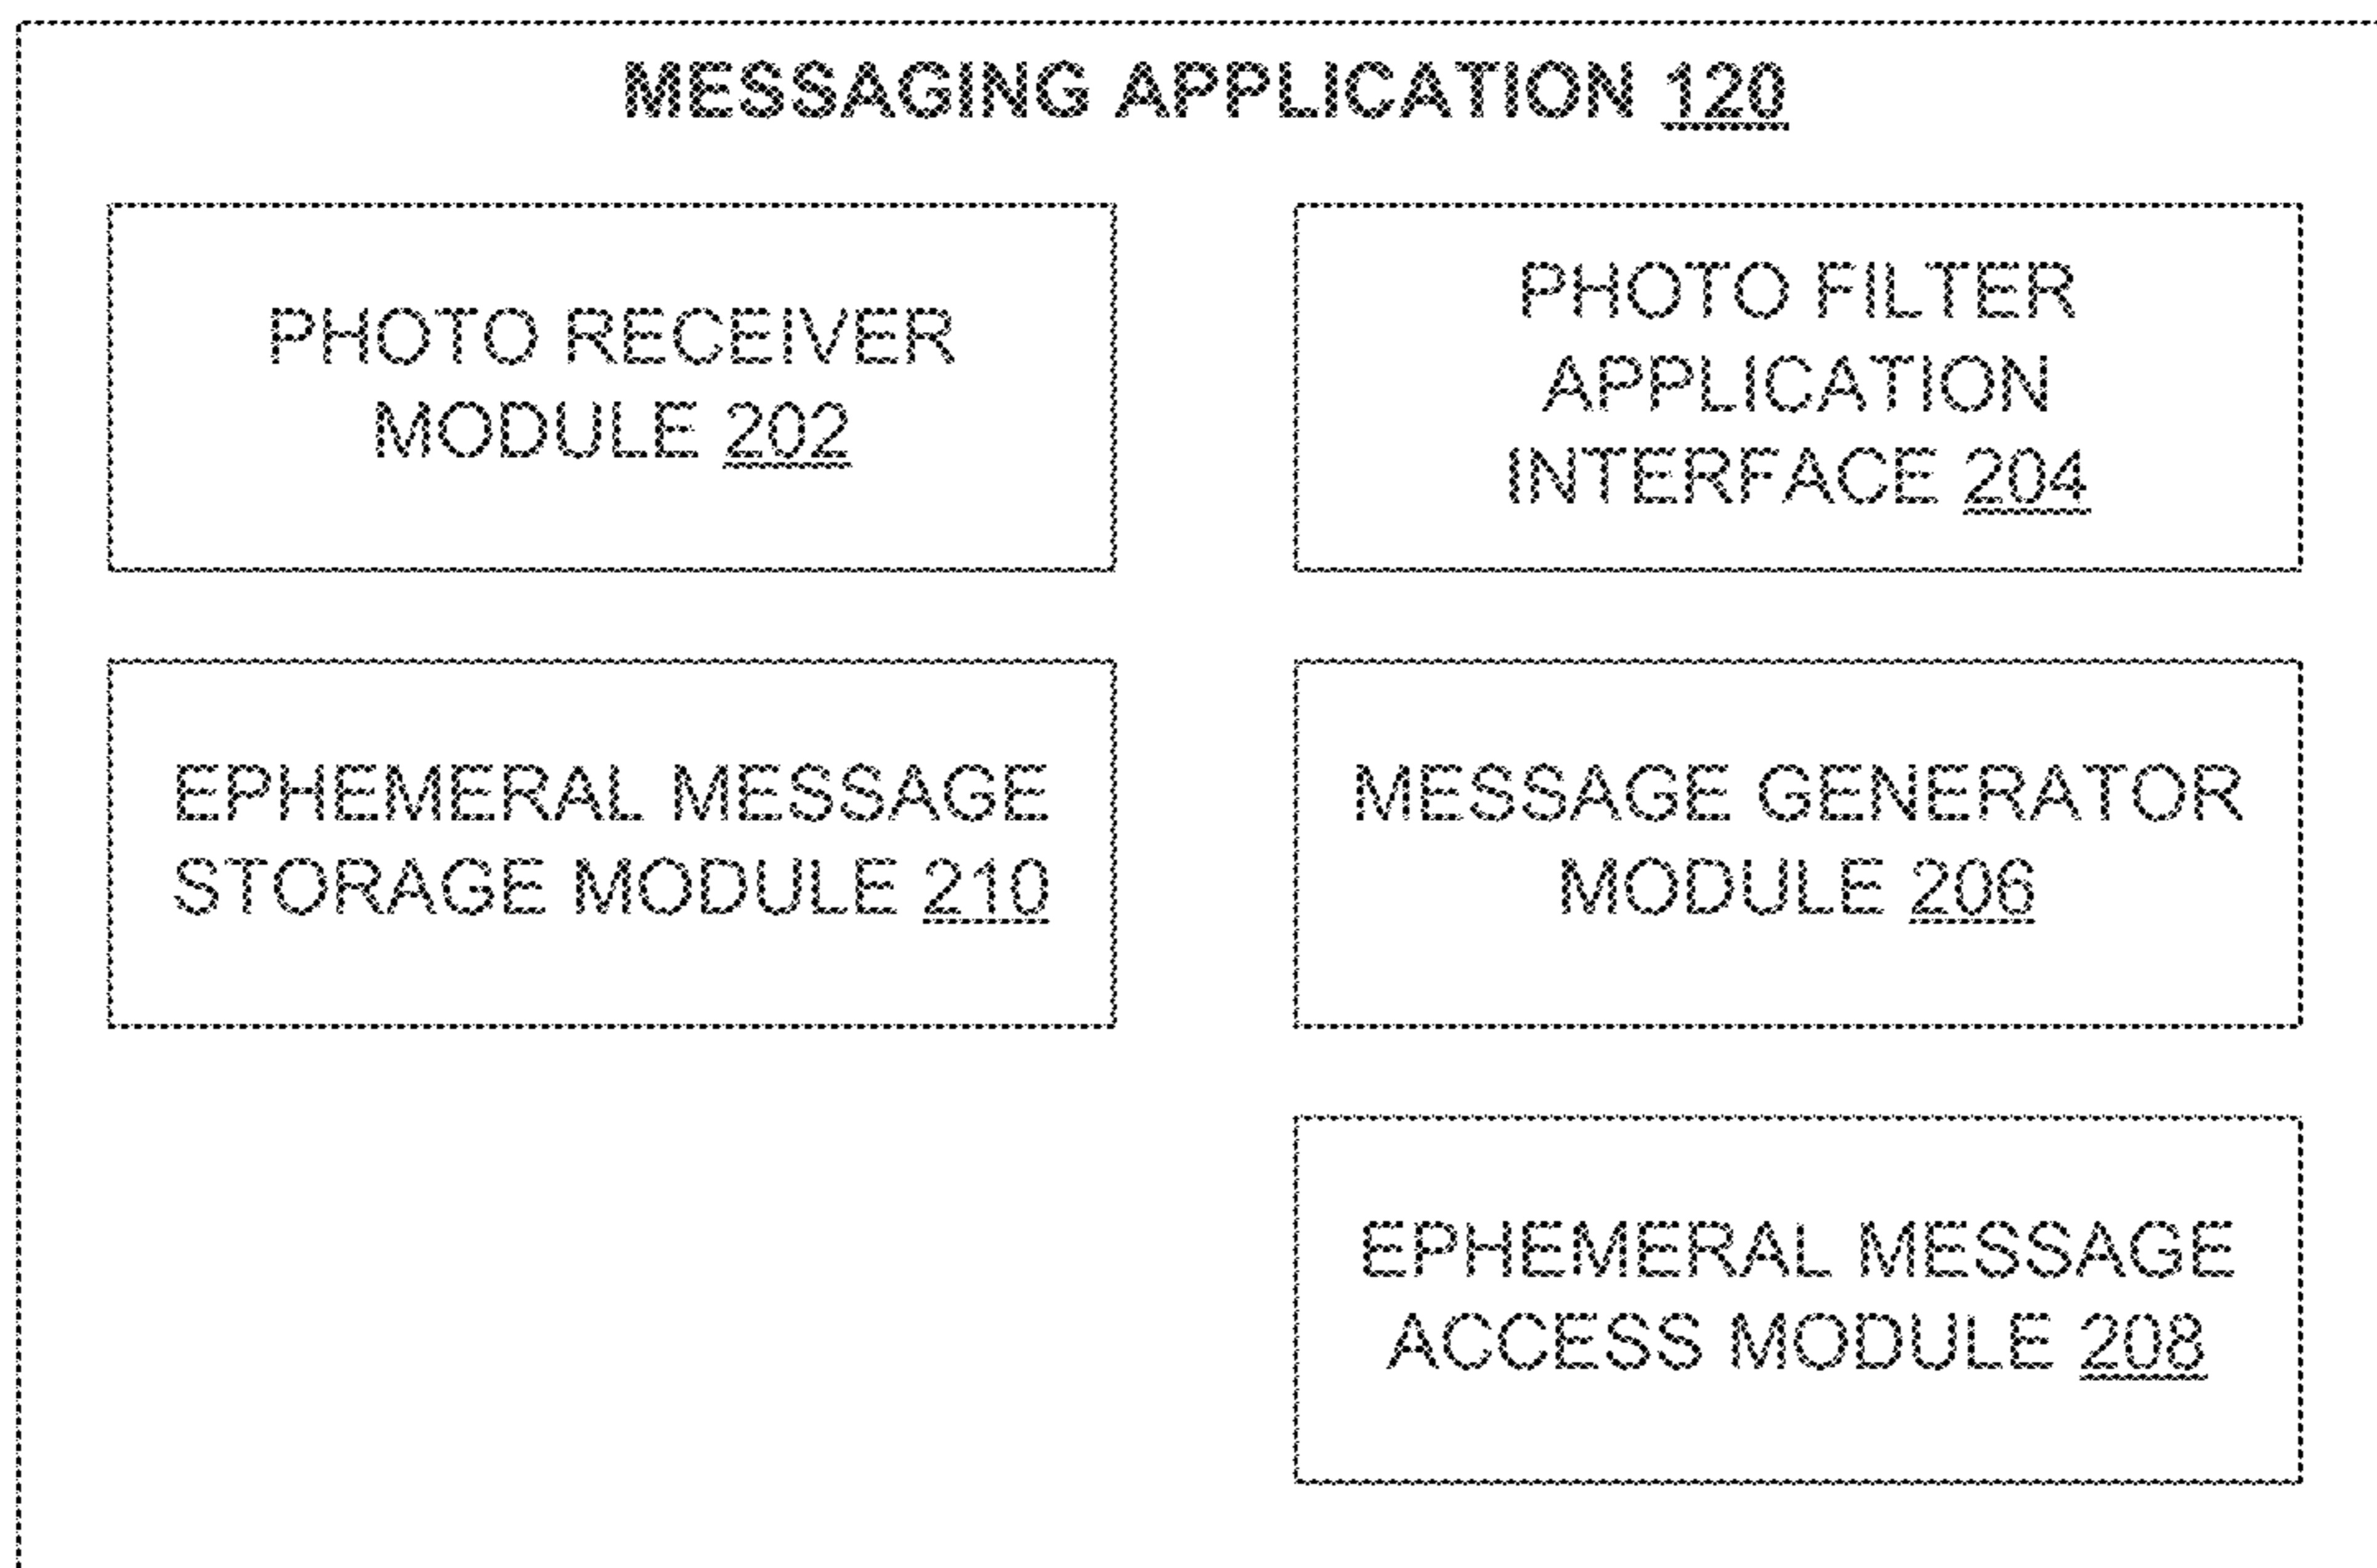 MESSAGING APPLICATION 120
PHOTO RECEIVER
MODULE 202
PHOTO FILTER
APPLICATION
INTERFACE 204
EPHEMERAL MESSAGE
STORAGE MODULE 210
MESSAGE GENERATOR
MODULE 206
EPHEMERAL MESSAGE
ACCESS MODULE 208